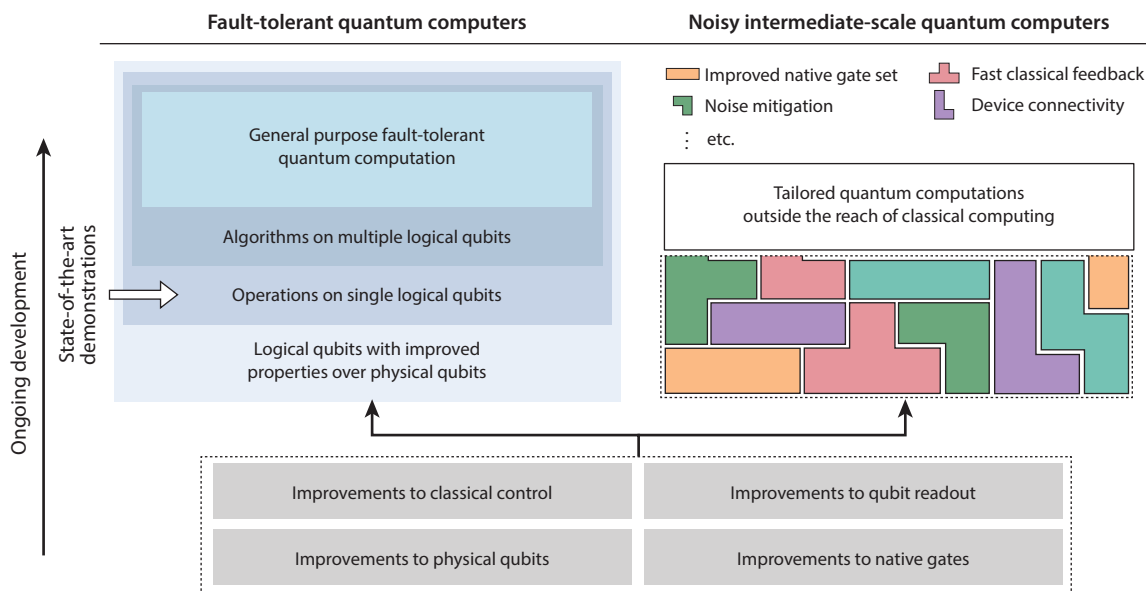 Fault-tolerant quantum computers
Noisy intermediate-scale quantum computers
General purpose fault-tolerant
quantum computation
Algorithms on multiple logical qubits
Operations on single logical qubits
Logical qubits with improved
properties over physical qubits
Ongoing development
State-of-the-art
demonstrations
Improved native gate set
Fast classical feedback
Noise mitigation
Device connectivity
⋮ etc.
Tailored quantum computations
outside the reach of classical computing
Improvements to classical control
Improvements to qubit readout
Improvements to physical qubits
Improvements to native gates